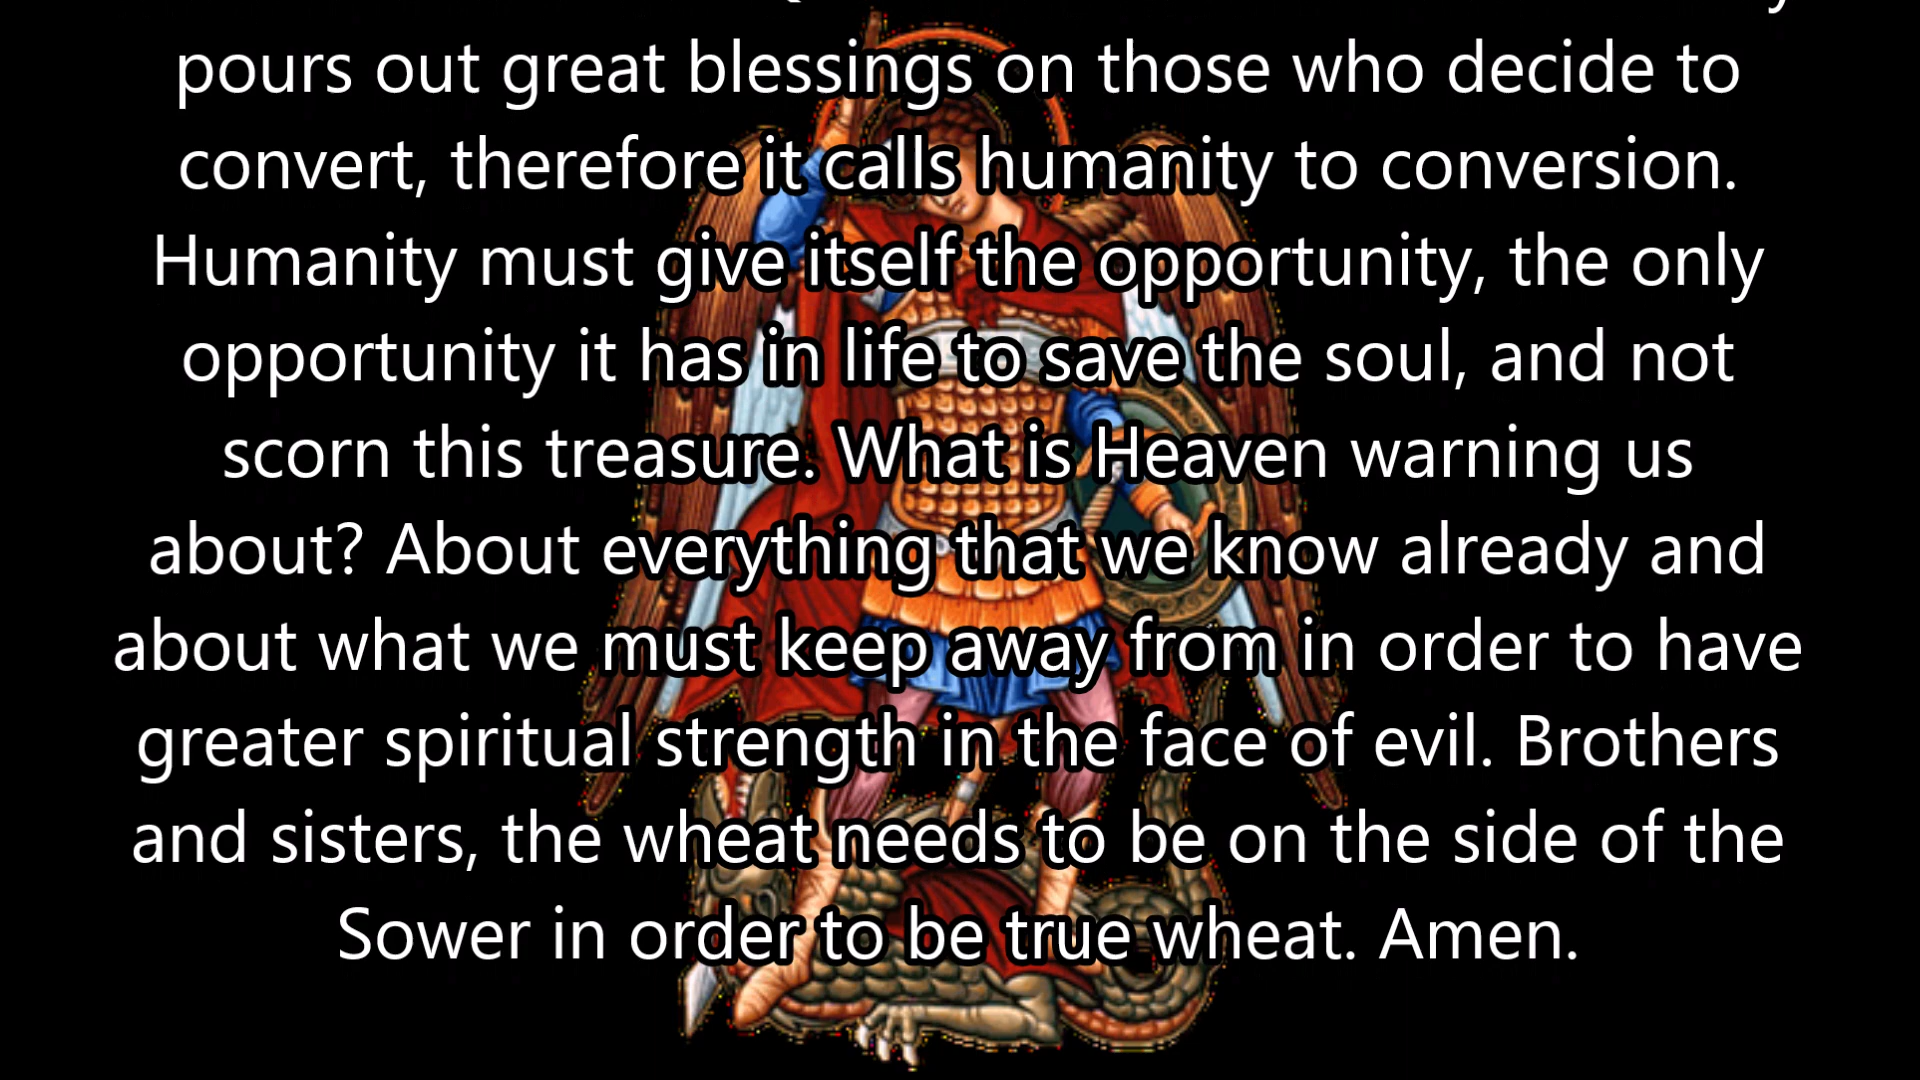 pours out great blessings on those who decide to
convert, therefore it calls humanity to conversion.
Humanity must give itself the opportunity, the only
opportunity it has in life to save the soul, and not
scorn this treasure. What is Heaven warning us
about? About everything that we know already and
about what we must keep away from in order to have
greater spiritual strength in the face of evil. Brothers
and sisters, the wheat needs to be on the side of the
Sower in order to be true wheat. Amen.